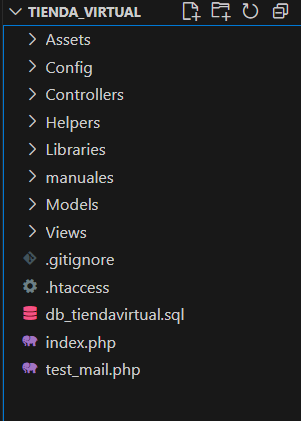 TIENDA_VIRTUAL
Assets
Config
Controllers
Helpers
Libraries
manuales
Models
Views
.gitignore
.htaccess
db_tiendavirtual.sql
index.php
test_mail.php